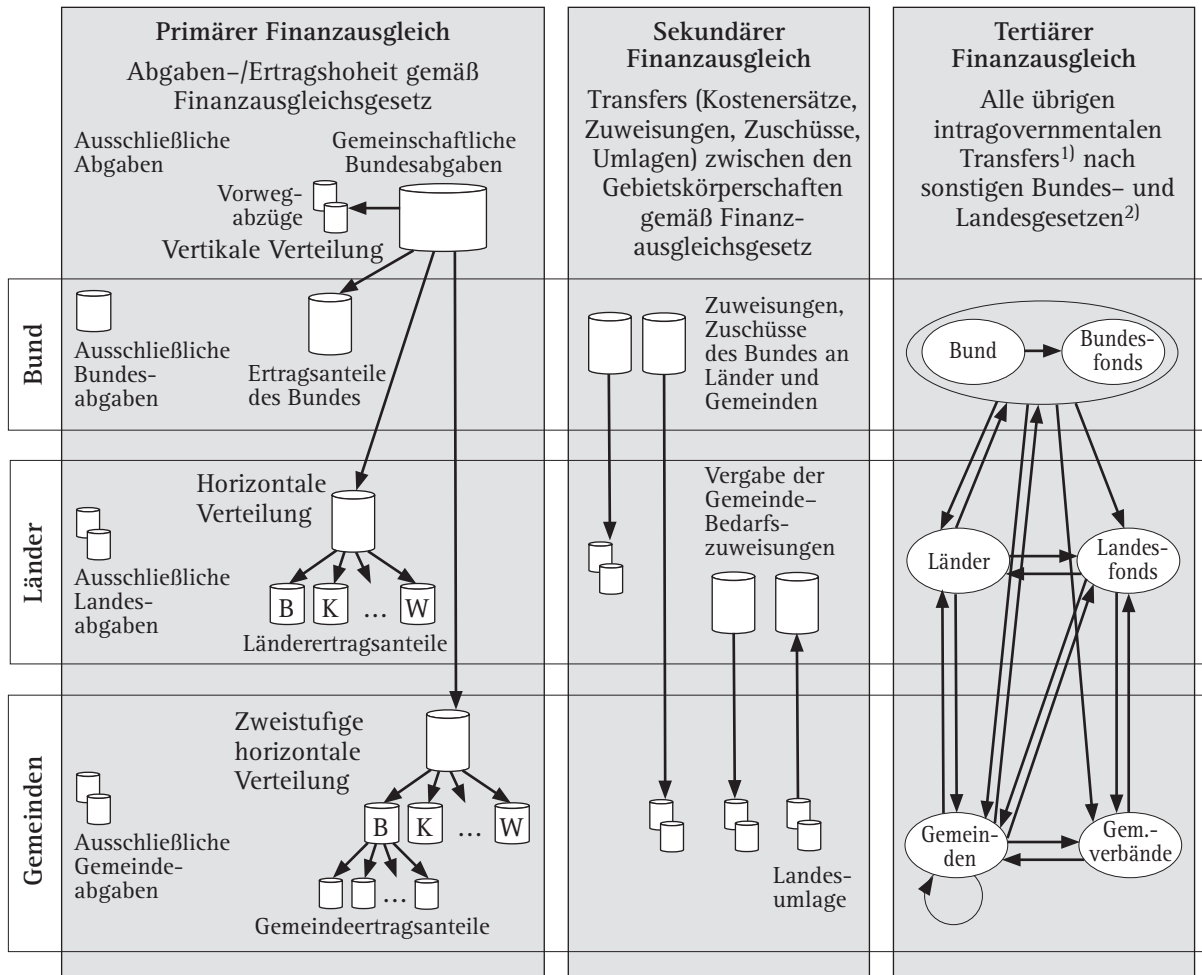 Primärer Finanzausgleich
Abgaben-/Ertragshoheit gemäß
Finanzausgleichsgesetz
Ausschließliche
Abgaben
Gemeinschaftliche
Bundesabgaben
Vorweg-
abzüge
Vertikale Verteilung
Sekundärer
Finanzausgleich
Transfers (Kostenersätze,
Zuweisungen, Zuschüsse,
Umlagen) zwischen den
Gebietskörperschaften
gemäß Finanz-
ausgleichsgesetz
Tertiärer
Finanzausgleich
Alle übrigen
intragovernmentalen
Transfers1) nach
sonstigen Bundes- und
Landesgesetzen2)
Bund
Ausschließliche
Bundes-
abgaben
Ertragsanteile
des Bundes
Zuweisungen,
Zuschüsse
des Bundes an
Länder und
Gemeinden
Bund
Bundes-
fonds
Länder
Ausschließliche
Landes-
abgaben
Horizontale
Verteilung
B K ... W
Länderertragsanteile
Vergabe der
Gemeinde-
Bedarfs-
zuweisungen
Länder
Landes-
fonds
Gemeinden
Ausschließliche
Gemeinde-
abgaben
Zweistufige
horizontale
Verteilung
B K ... W
...
Gemeindeertragsanteile
Landes-
umlage
Gemein-
den
Gem.-
verbände